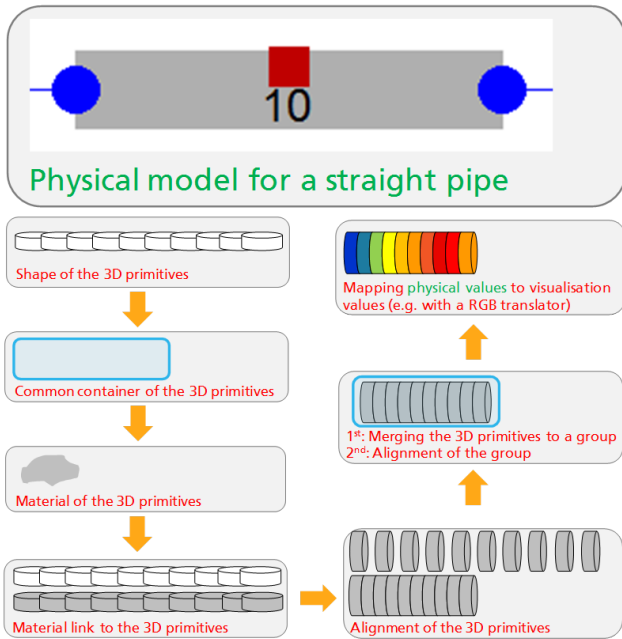 10
Physical model for a straight pipe
Shape of the 3D primitives
Common container of the 3D primitives
Material of the 3D primitives
Material link to the 3D primitives
Alignment of the 3D primitives
1st: Merging the 3D primitives to a group
2nd: Alignment of the group
Mapping physical values to visualisation
values (e.g. with a RGB translator)